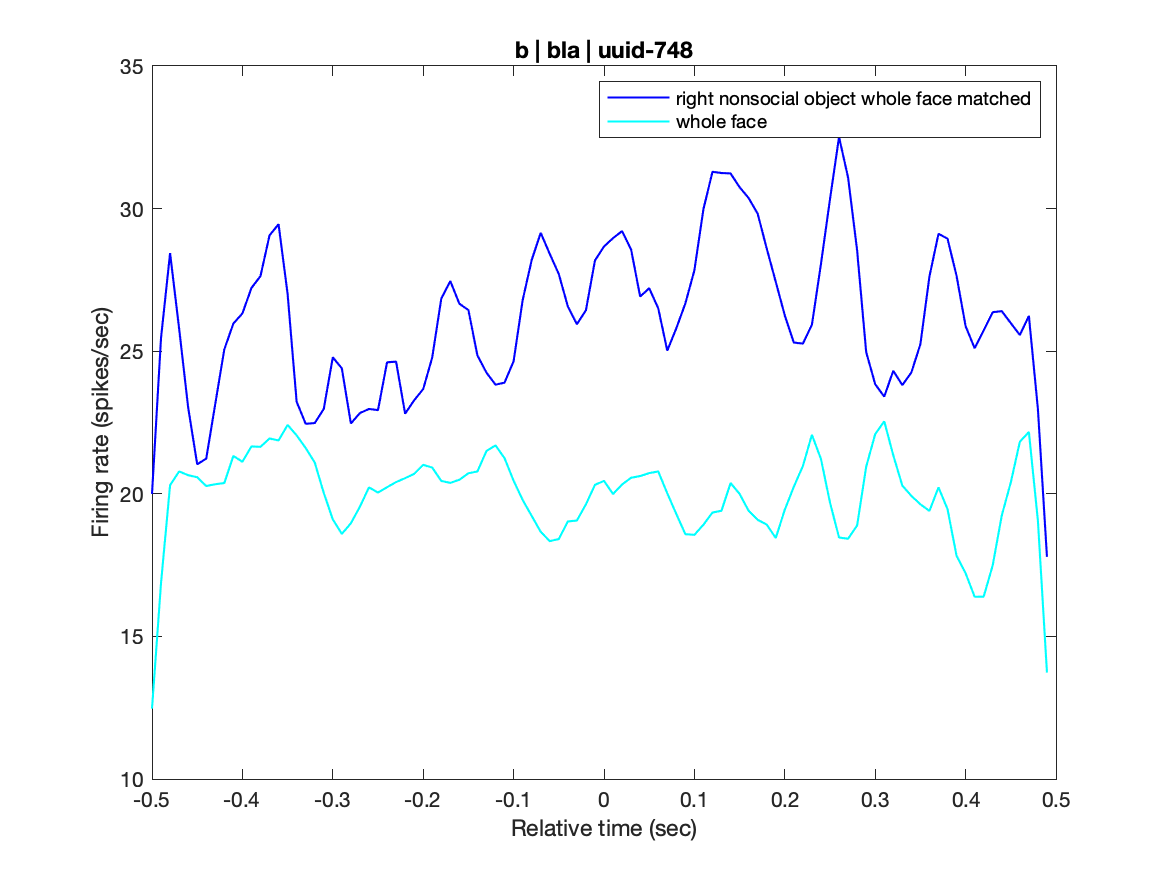 b | bla | uuid-748
35
right nonsocial object whole face matched
whole face
30
25
20
15
10
Firing rate (spikes/sec)
-0.5 -0.4 -0.3 -0.2 -0.1 0 0.1 0.2 0.3 0.4 0.5
Relative time (sec)